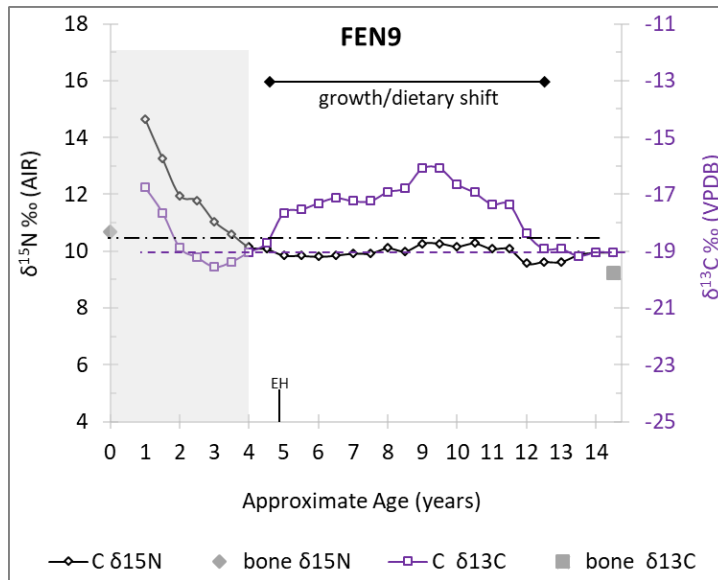 FEN9
growth/dietary shift
δ15N ‰ (AIR)
18
16
14
12
10
8
6
4
-11
-13
-15
-17
-19
-21
-23
-25
δ13C ‰ (VPDB)
EH
0 1 2 3 4 5 6 7 8 9 10 11 12 13 14
Approximate Age (years)
C δ15N bone δ15N C δ13C bone δ13C